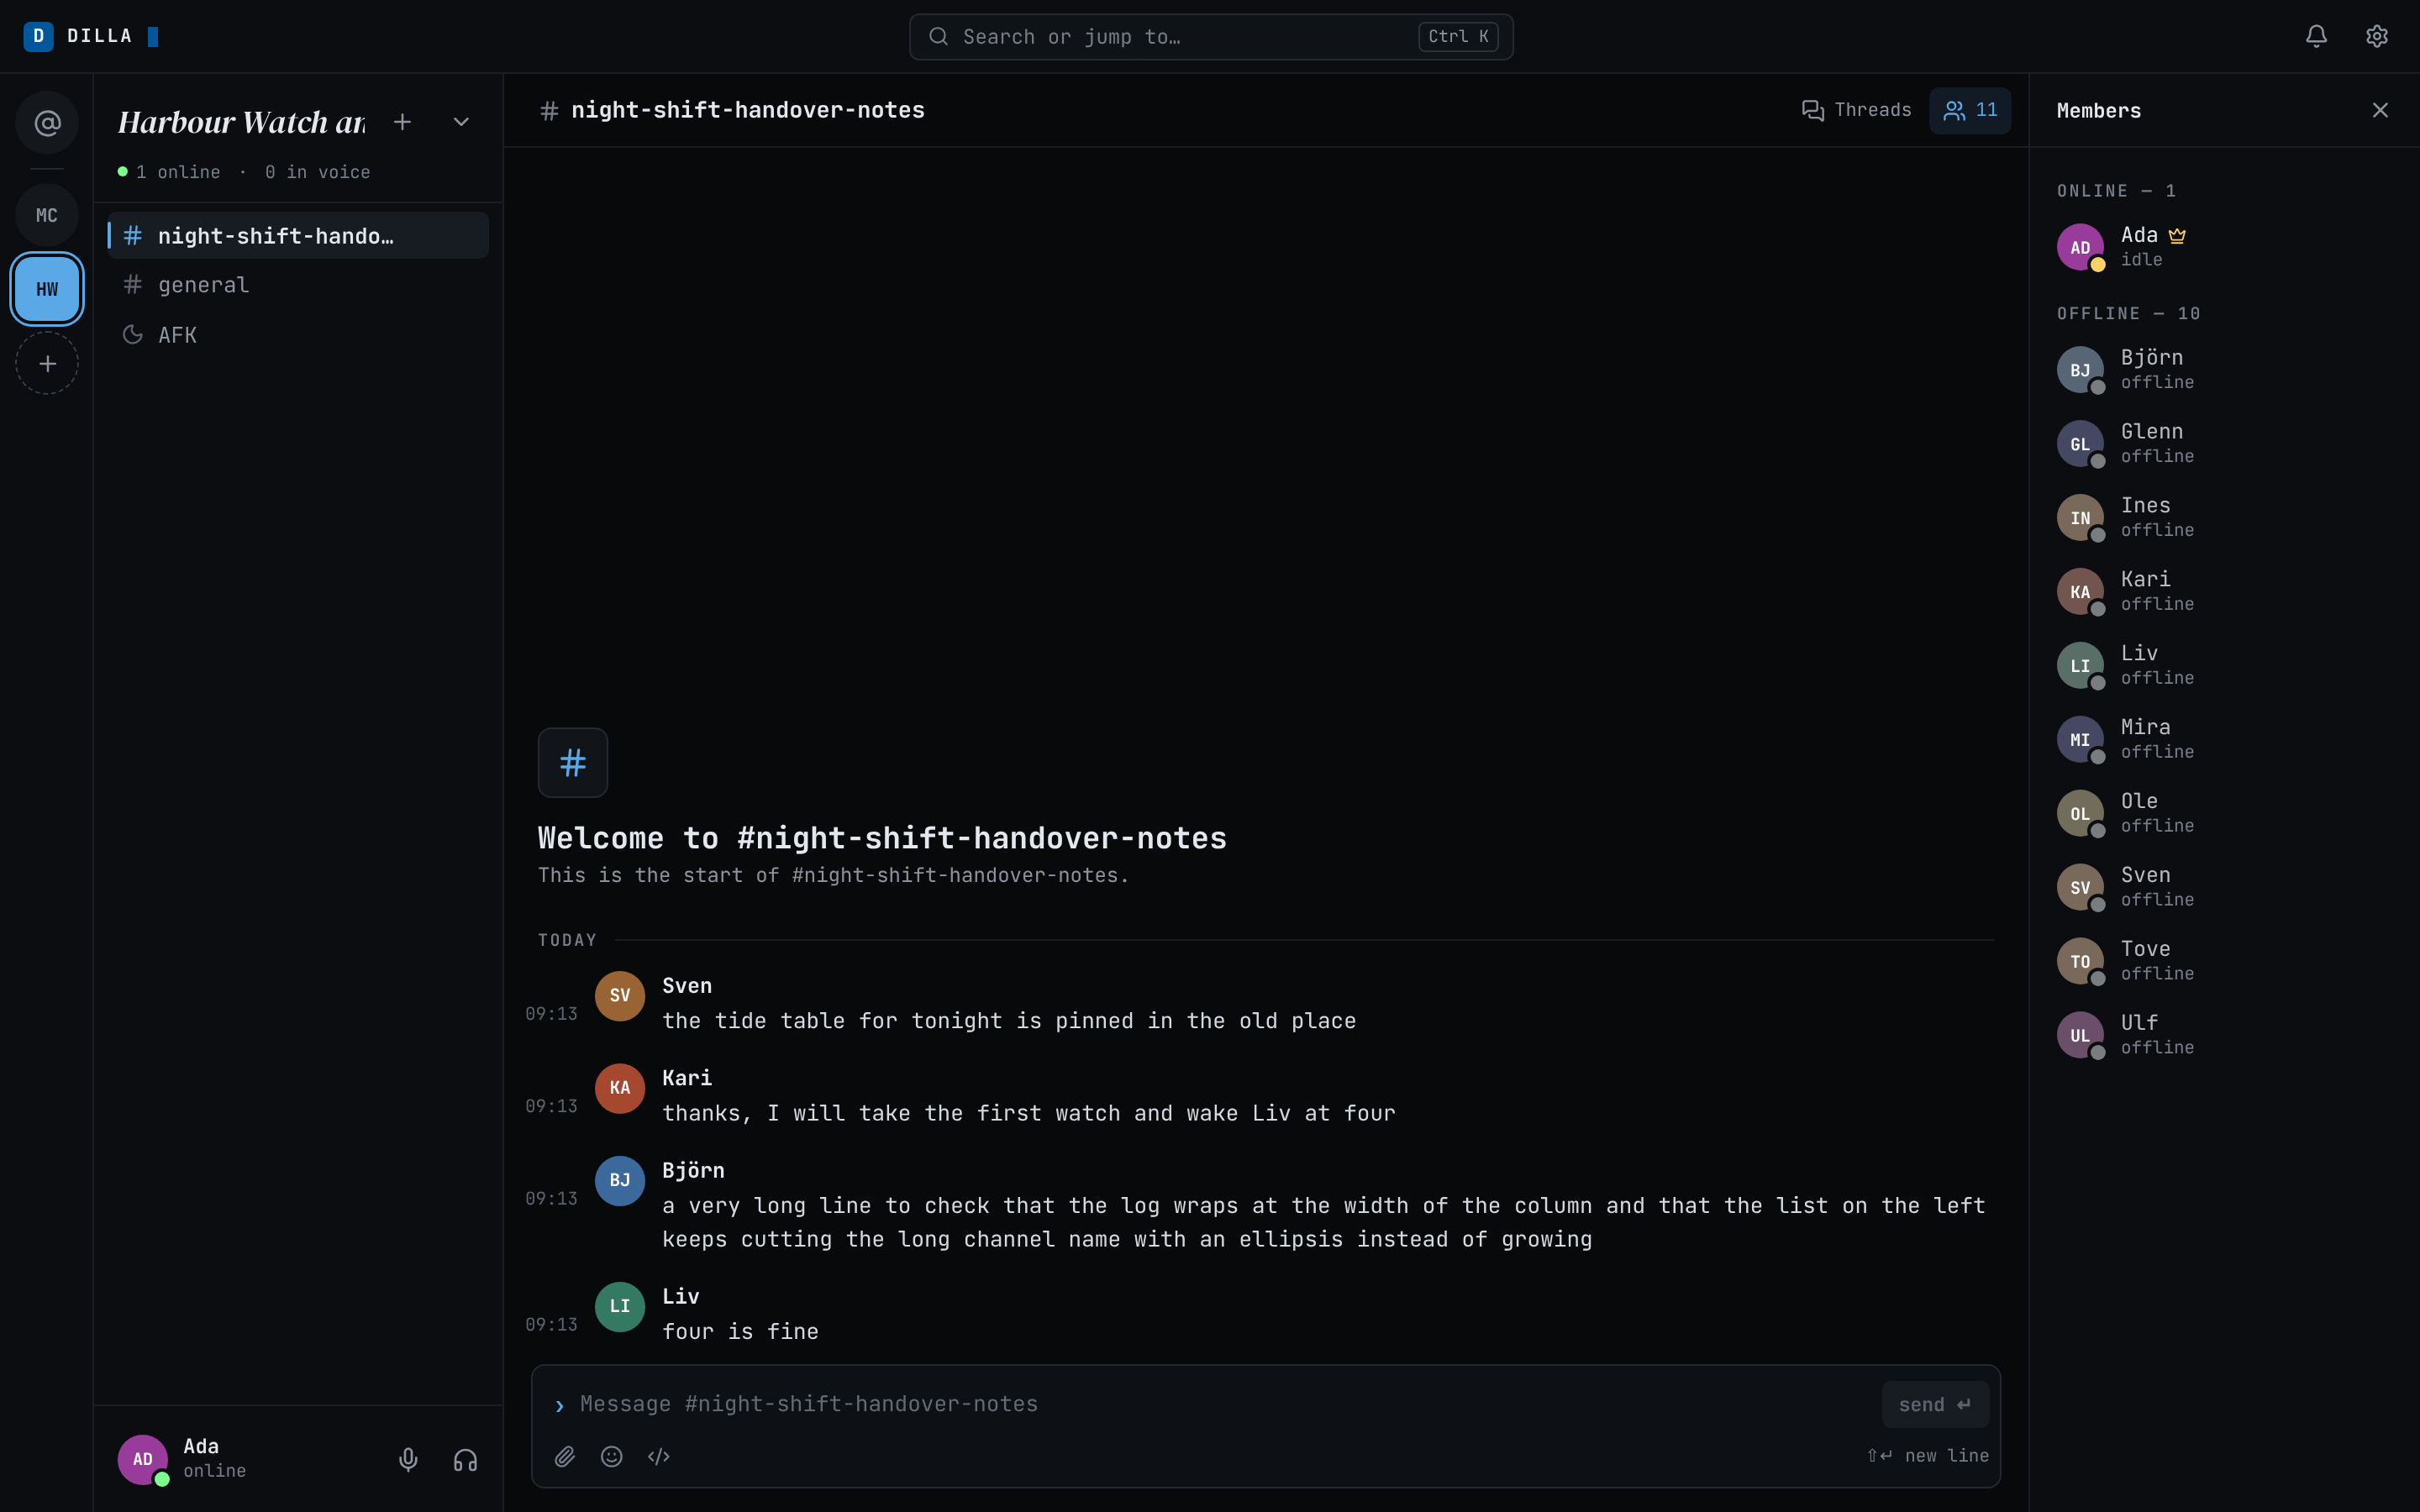 D DILLA
Search or jump to…
Ctrl K
@
MC
HW
Harbour Watch an
1 online · 0 in voice
night-shift-hando…
general
AFK
Ada
online
AD
# night-shift-handover-notes
Threads
11
#
Welcome to #night-shift-handover-notes
This is the start of #night-shift-handover-notes.
TODAY
SV
Sven
09:13
the tide table for tonight is pinned in the old place
KA
Kari
09:13
thanks, I will take the first watch and wake Liv at four
BJ
Björn
09:13
a very long line to check that the log wraps at the width of the column and that the list on the left
keeps cutting the long channel name with an ellipsis instead of growing
LI
Liv
09:13
four is fine
› Message #night-shift-handover-notes
send ↵
⇧↵ new line
Members
ONLINE — 1
AD
Ada
idle
OFFLINE — 10
BJ
Björn
offline
GL
Glenn
offline
IN
Ines
offline
KA
Kari
offline
LI
Liv
offline
MI
Mira
offline
OL
Ole
offline
SV
Sven
offline
TO
Tove
offline
UL
Ulf
offline